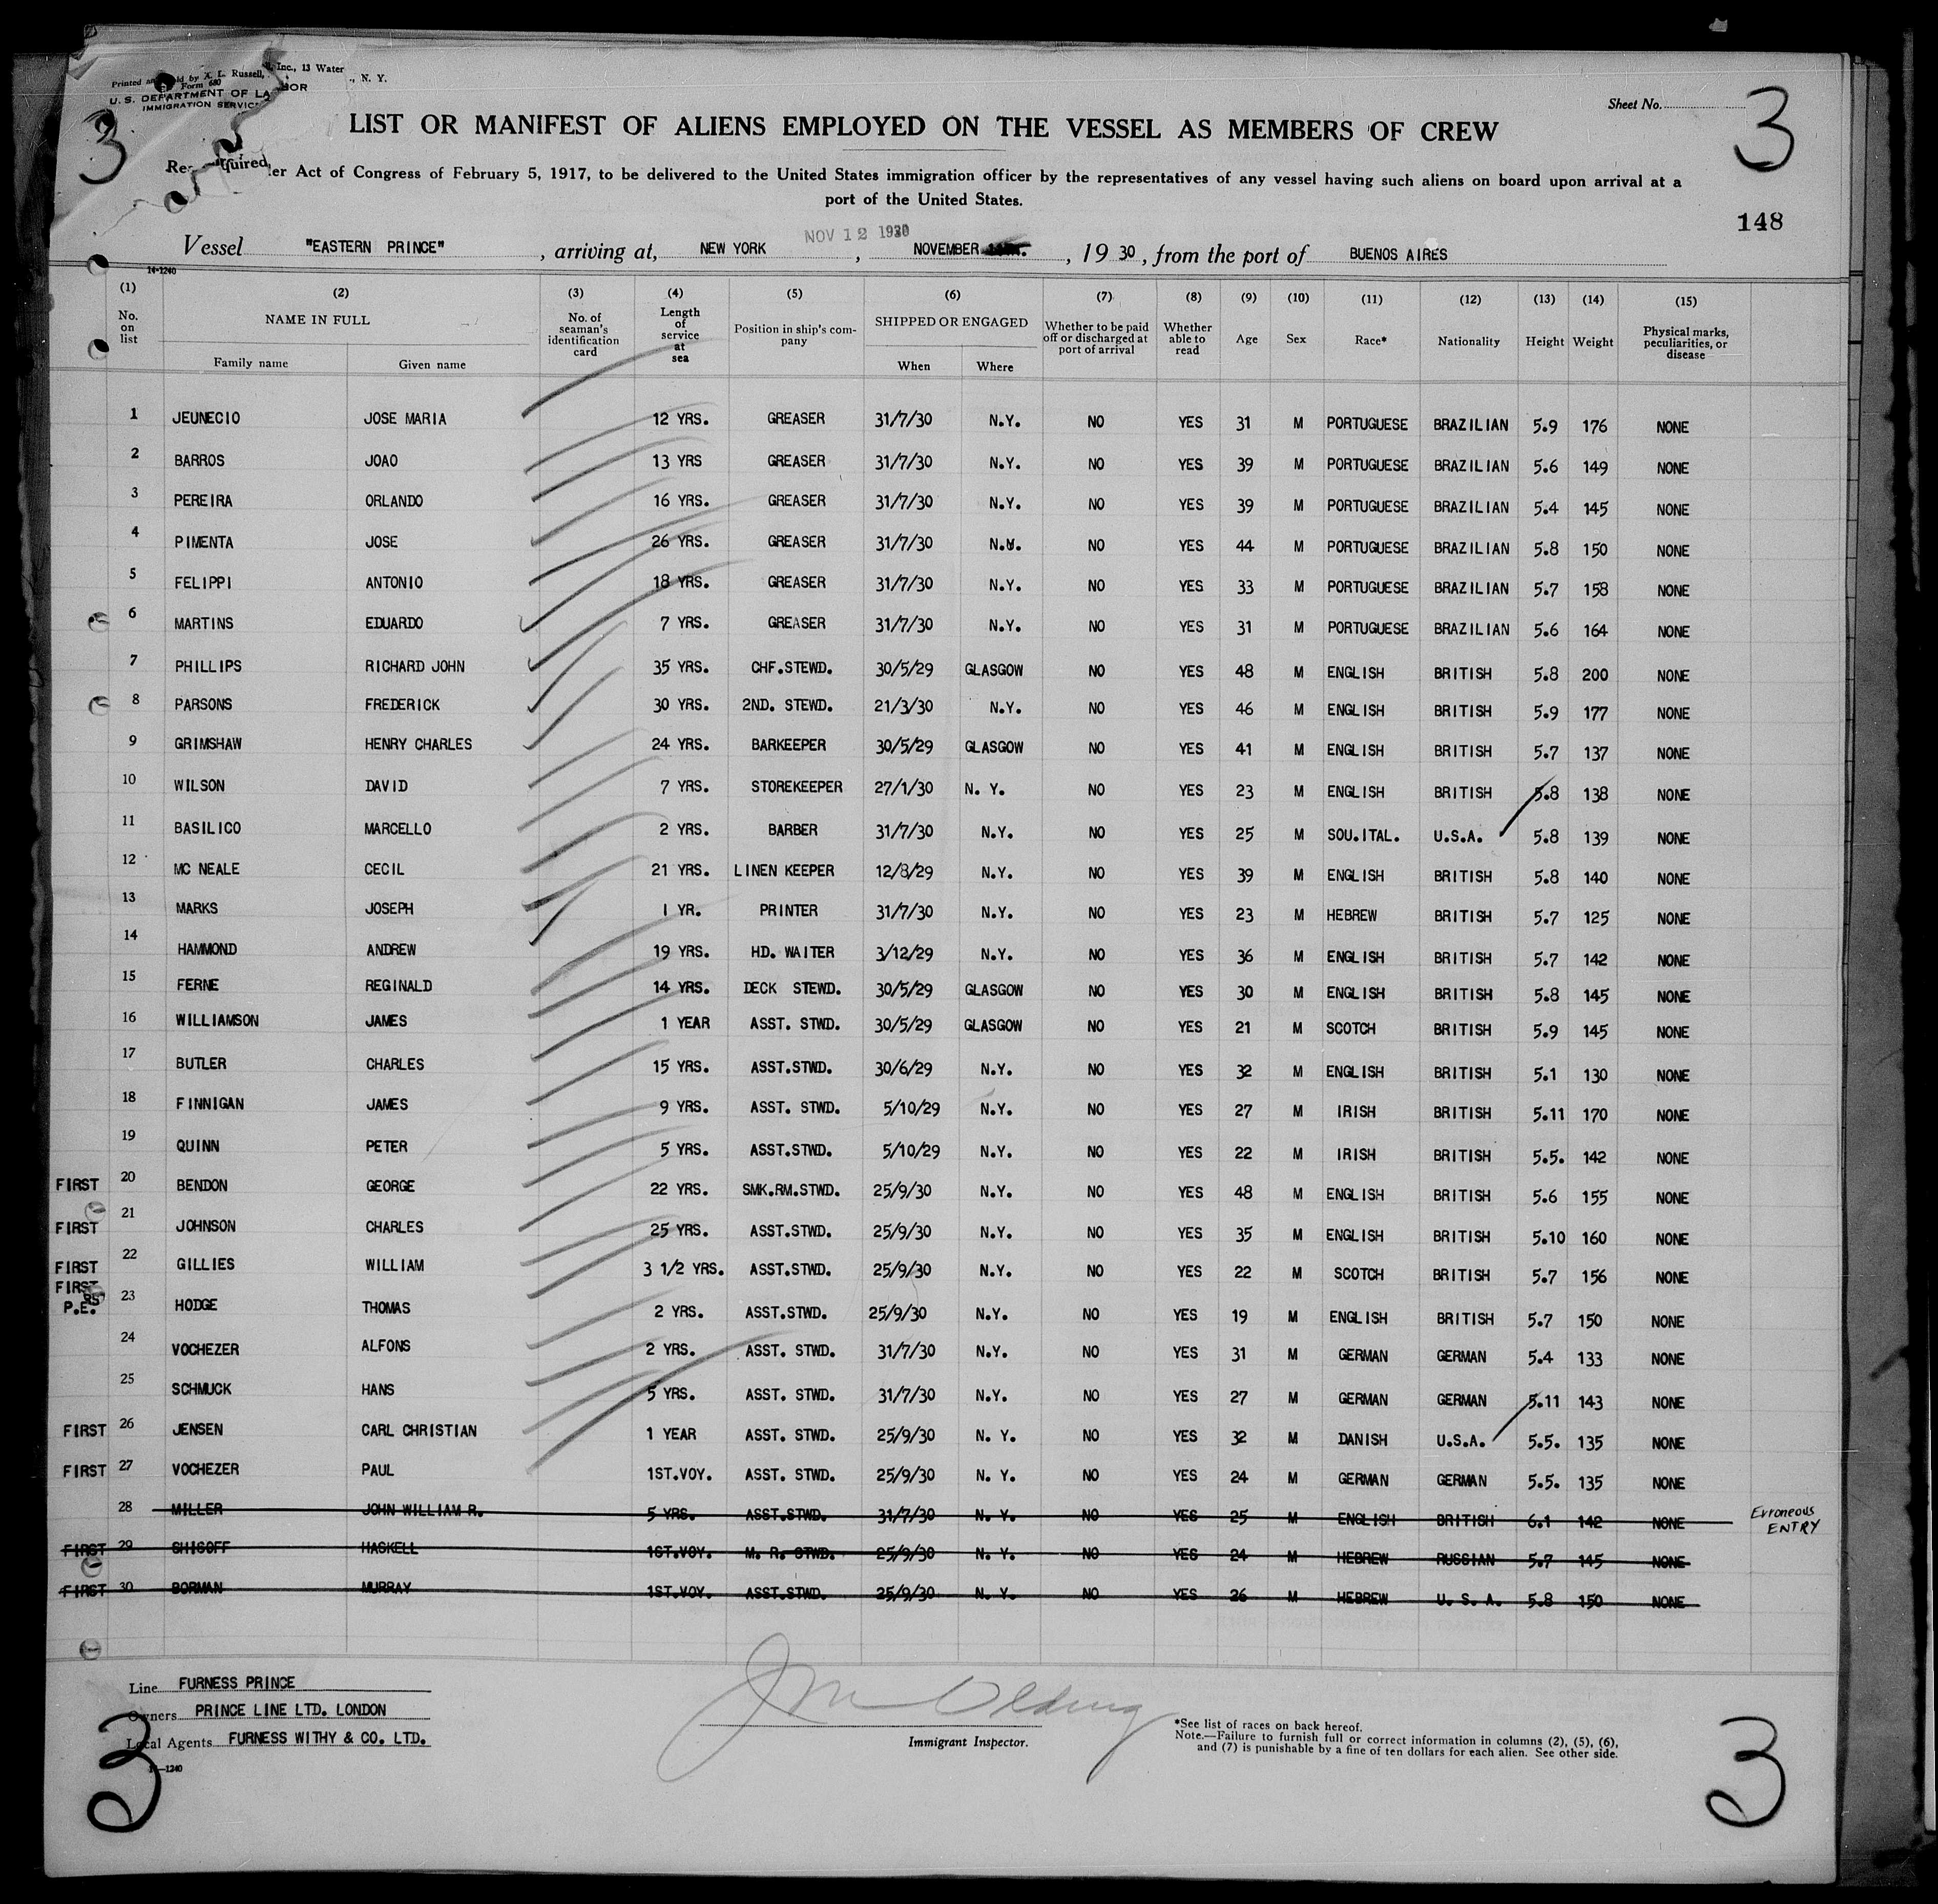 Printed and sold by A. L. Russell, Inc., 13 Water ., N. Y.
Form 680
U. S. DEPARTMENT OF LABOR
IMMIGRATION SERVICE
Sheet No.
3
3
LIST OR MANIFEST OF ALIENS EMPLOYED ON THE VESSEL AS MEMBERS OF CREW
Required er Act of Congress of February 5, 1917, to be delivered to the United States immigration officer by the representatives of any vessel having such aliens on board upon arrival at a
port of the United States.
148
NOV 12 1930
Vessel "EASTERN PRINCE", arriving at, NEW YORK, NOVEMBER, 1930, from the port of BUENOS AIRES
14-1240
(1) (2) (3) (4) (5) (6) (7) (8) (9) (10) (11) (12) (13) (14) (15)
No. on list NAME IN FULL Family name Given name No. of seaman's identification card Length of service at sea Position in ship's company SHIPPED OR ENGAGED When Where Whether to be paid off or discharged at port of arrival Whether able to read Age Sex Race* Nationality Height Weight Physical marks, peculiarities, or disease
1 JEUNECIO JOSE MARIA 12 YRS. GREASER 31/7/30 N.Y. NO YES 31 M PORTUGUESE BRAZILIAN 5.9 176 NONE
2 BARROS JOAO 13 YRS GREASER 31/7/30 N.Y. NO YES 39 M PORTUGUESE BRAZILIAN 5.6 149 NONE
3 PEREIRA ORLANDO 16 YRS. GREASER 31/7/30 N.Y. NO YES 39 M PORTUGUESE BRAZILIAN 5.4 145 NONE
4 PIMENTA JOSE 26 YRS. GREASER 31/7/30 N.Y. NO YES 44 M PORTUGUESE BRAZILIAN 5.8 150 NONE
5 FELIPPI ANTONIO 18 YRS. GREASER 31/7/30 N.Y. NO YES 33 M PORTUGUESE BRAZILIAN 5.7 158 NONE
6 MARTINS EDUARDO 7 YRS. GREASER 31/7/30 N.Y. NO YES 31 M PORTUGUESE BRAZILIAN 5.6 164 NONE
7 PHILLIPS RICHARD JOHN 35 YRS. CHF.STEWD. 30/5/29 GLASGOW NO YES 48 M ENGLISH BRITISH 5.8 200 NONE
8 PARSONS FREDERICK 30 YRS. 2ND. STEWD. 21/3/30 N.Y. NO YES 46 M ENGLISH BRITISH 5.9 177 NONE
9 GRIMSHAW HENRY CHARLES 24 YRS. BARKEEPER 30/5/29 GLASGOW NO YES 41 M ENGLISH BRITISH 5.7 137 NONE
10 WILSON DAVID 7 YRS. STOREKEEPER 27/1/30 N. Y. NO YES 23 M ENGLISH BRITISH 5.8 138 NONE
11 BASILICO MARCELLO 2 YRS. BARBER 31/7/30 N.Y. NO YES 25 M SOU.ITAL. U.S.A. 5.8 139 NONE
12 MC NEALE CECIL 21 YRS. LINEN KEEPER 12/8/29 N.Y. NO YES 39 M ENGLISH BRITISH 5.8 140 NONE
13 MARKS JOSEPH 1 YR. PRINTER 31/7/30 N.Y. NO YES 23 M HEBREW BRITISH 5.7 125 NONE
14 HAMMOND ANDREW 19 YRS. HD. WAITER 3/12/29 N.Y. NO YES 36 M ENGLISH BRITISH 5.7 142 NONE
15 FERNE REGINALD 14 YRS. DECK STEWD. 30/5/29 GLASGOW NO YES 30 M ENGLISH BRITISH 5.8 145 NONE
16 WILLIAMSON JAMES 1 YEAR ASST. STWD. 30/5/29 GLASGOW NO YES 21 M SCOTCH BRITISH 5.9 145 NONE
17 BUTLER CHARLES 15 YRS. ASST.STWD. 30/6/29 N.Y. NO YES 32 M ENGLISH BRITISH 5.1 130 NONE
18 FINNIGAN JAMES 9 YRS. ASST. STWD. 5/10/29 N.Y. NO YES 27 M IRISH BRITISH 5.11 170 NONE
19 QUINN PETER 5 YRS. ASST.STWD. 5/10/29 N.Y. NO YES 22 M IRISH BRITISH 5.5. 142 NONE
FIRST 20 BENDON GEORGE 22 YRS. SMK.RM.STWD. 25/9/30 N.Y. NO YES 48 M ENGLISH BRITISH 5.6 155 NONE
FIRST 21 JOHNSON CHARLES 25 YRS. ASST.STWD. 25/9/30 N.Y. NO YES 35 M ENGLISH BRITISH 5.10 160 NONE
FIRST 22 GILLIES WILLIAM 3 1/2 YRS. ASST.STWD. 25/9/30 N.Y. NO YES 22 M SCOTCH BRITISH 5.7 156 NONE
FIRST P.E. 23 HODGE THOMAS 2 YRS. ASST.STWD. 25/9/30 N.Y. NO YES 19 M ENGLISH BRITISH 5.7 150 NONE
24 VOCHEZER ALFONS 2 YRS. ASST. STWD. 31/7/30 N.Y. NO YES 31 M GERMAN GERMAN 5.4 133 NONE
25 SCHMUCK HANS 5 YRS. ASST. STWD. 31/7/30 N.Y. NO YES 27 M GERMAN GERMAN 5.11 143 NONE
FIRST 26 JENSEN CARL CHRISTIAN 1 YEAR ASST. STWD. 25/9/30 N. Y. NO YES 32 M DANISH U.S.A. 5.5. 135 NONE
FIRST 27 VOCHEZER PAUL 1ST.VOY. ASST. STWD. 25/9/30 N. Y. NO YES 24 M GERMAN GERMAN 5.5. 135 NONE
28 MILLER JOHN WILLIAM R. 5 YRS. ASST.STWD. 31/7/30 N. Y. NO YES 25 M ENGLISH BRITISH 6.1 142 NONE Erroneous ENTRY
FIRST 29 SHIGOFF HASKELL 1ST.VOY. M. R. STWD. 25/9/30 N. Y. NO YES 24 M HEBREW RUSSIAN 5.7 145 NONE
FIRST 30 BORMAN MURRAY 1ST.VOY. ASST.STWD. 25/9/30 N. Y. NO YES 26 M HEBREW U. S. A. 5.8 150 NONE
Line FURNESS PRINCE
Owners PRINCE LINE LTD. LONDON
Local Agents FURNESS WITHY & CO. LTD.
14—1240
Immigrant Inspector.
*See list of races on back hereof.
Note.—Failure to furnish full or correct information in columns (2), (5), (6),
and (7) is punishable by a fine of ten dollars for each alien. See other side.
3
3